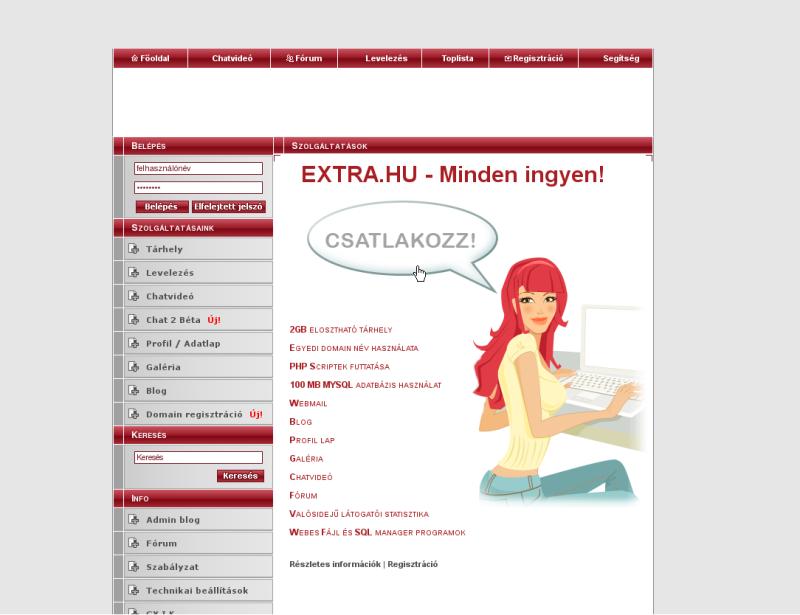 Főoldal Chatvideó Fórum Levelezés Toplista Regisztráció Segítség
Belépés
felhasználónév
********
Belépés Elfelejtett jelszó
Szolgáltatásaink
Tárhely
Levelezés
Chatvideó
Chat 2 Béta Új!
Profil / Adatlap
Galéria
Blog
Domain regisztráció Új!
Keresés
Keresés
Keresés
Info
Admin blog
Fórum
Szabályzat
Technikai beállítások
Szolgáltatások
EXTRA.HU - Minden ingyen!
CSATLAKOZZ!
2GB elosztható tárhely
Egyedi domain név használata
PHP Scriptek futtatása
100 MB MYSQL adatbázis használat
Webmail
Blog
Profil lap
Galéria
Chatvideó
Fórum
Valósidejű látogatói statisztika
Webes Fájl és SQL manager programok
Részletes információk | Regisztráció